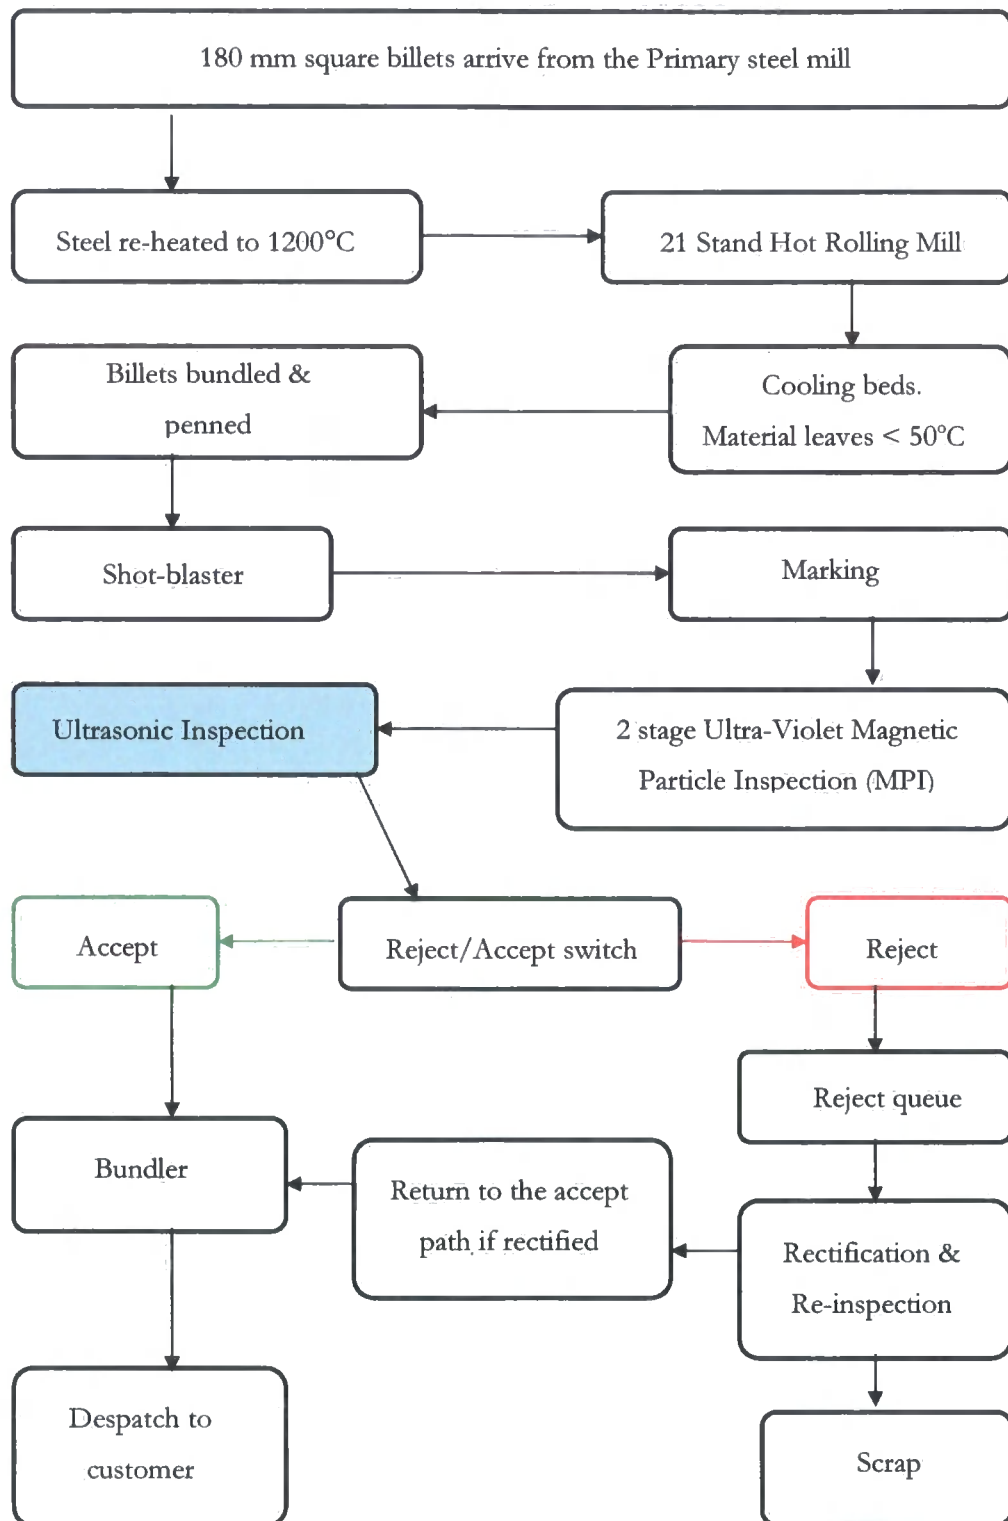 180 mm square billets arrive from the Primary steel mill
Steel re-heated to 1200°C
21 Stand Hot Rolling Mill
Billets bundled &
penned
Cooling beds.
Material leaves < 50°C
Shot-blaster
Marking
Ultrasonic Inspection
2 stage Ultra-Violet Magnetic
Particle Inspection (MPI)
Accept
Reject/Accept switch
Reject
Reject queue
Bundler
Return to the accept
path if rectified
Rectification &
Re-inspection
Despatch to
customer
Scrap